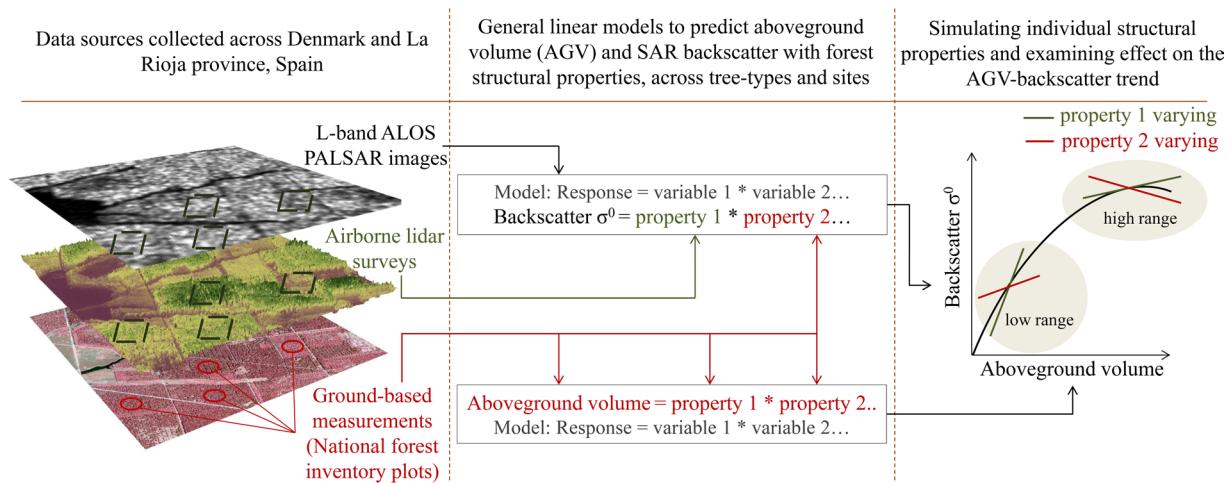 Data sources collected across Denmark and La
Rioja province, Spain
General linear models to predict aboveground
volume (AGV) and SAR backscatter with forest
structural properties, across tree-types and sites
Simulating individual structural
properties and examining effect on the
AGV-backscatter trend
L-band ALOS
PALSAR images
Airborne lidar
surveys
Ground-based
measurements
(National forest
inventory plots)
Model: Response = variable 1 * variable 2…
Backscatter σ⁰ = property 1 * property 2…
Aboveground volume = property 1 * property 2..
Model: Response = variable 1 * variable 2…
property 1 varying
property 2 varying
Backscatter σ⁰
high range
low range
Aboveground volume